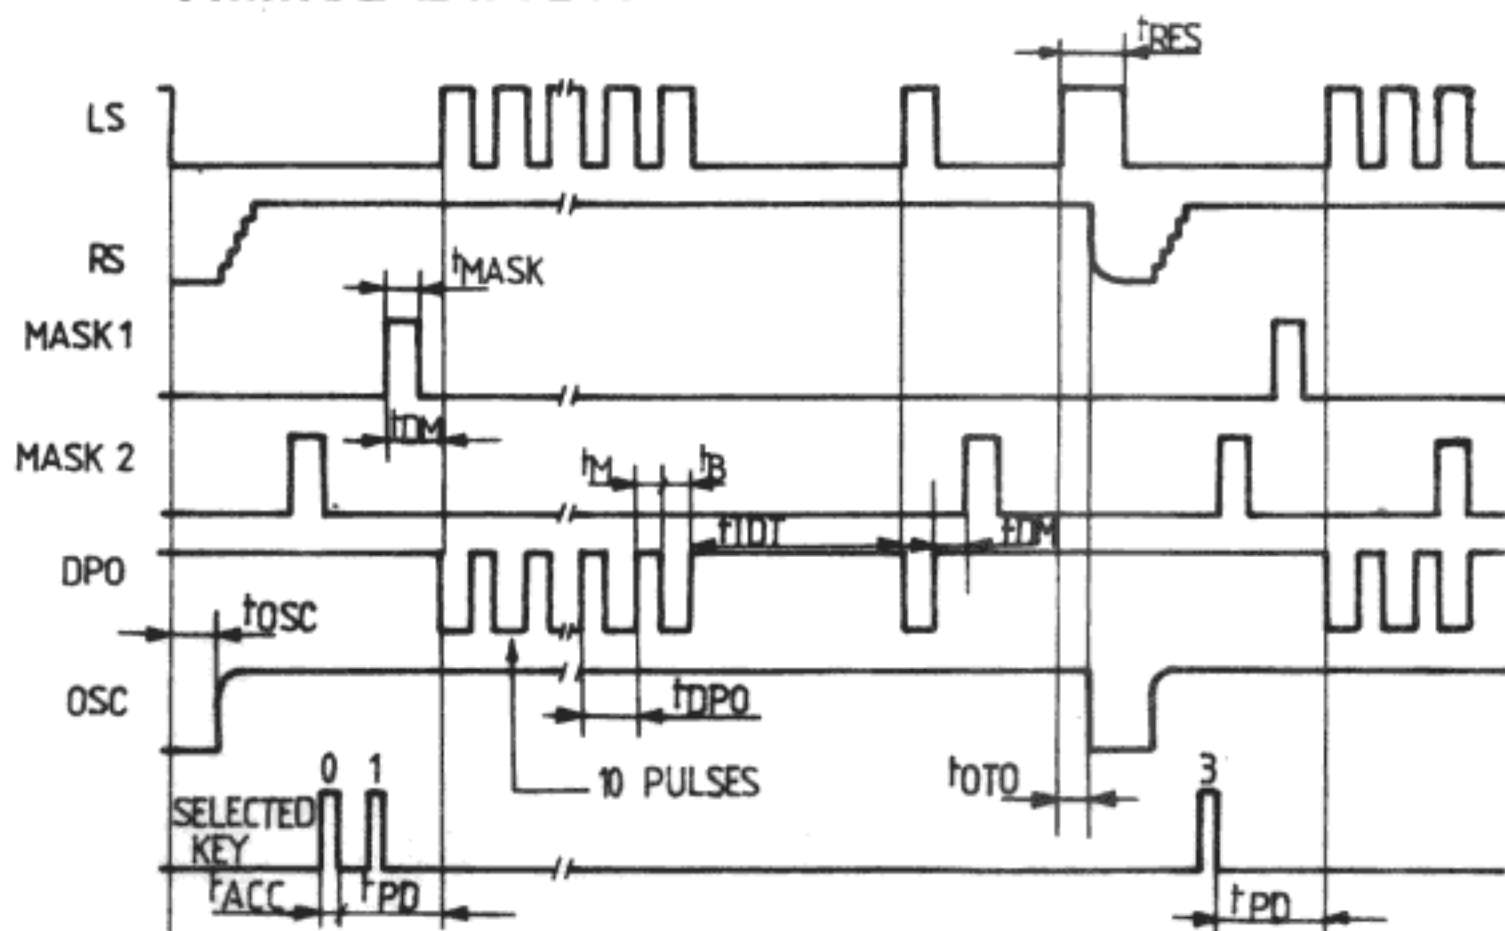 tRES
LS
RS
tMASK
MASK 1
tDM
MASK 2
tM
tB
tIDT
tDM
DPO
tOSC
OSC
tDPO
10 PULSES
tOTO
0
1
3
SELECTED
KEY
tACC
tPD
tPD